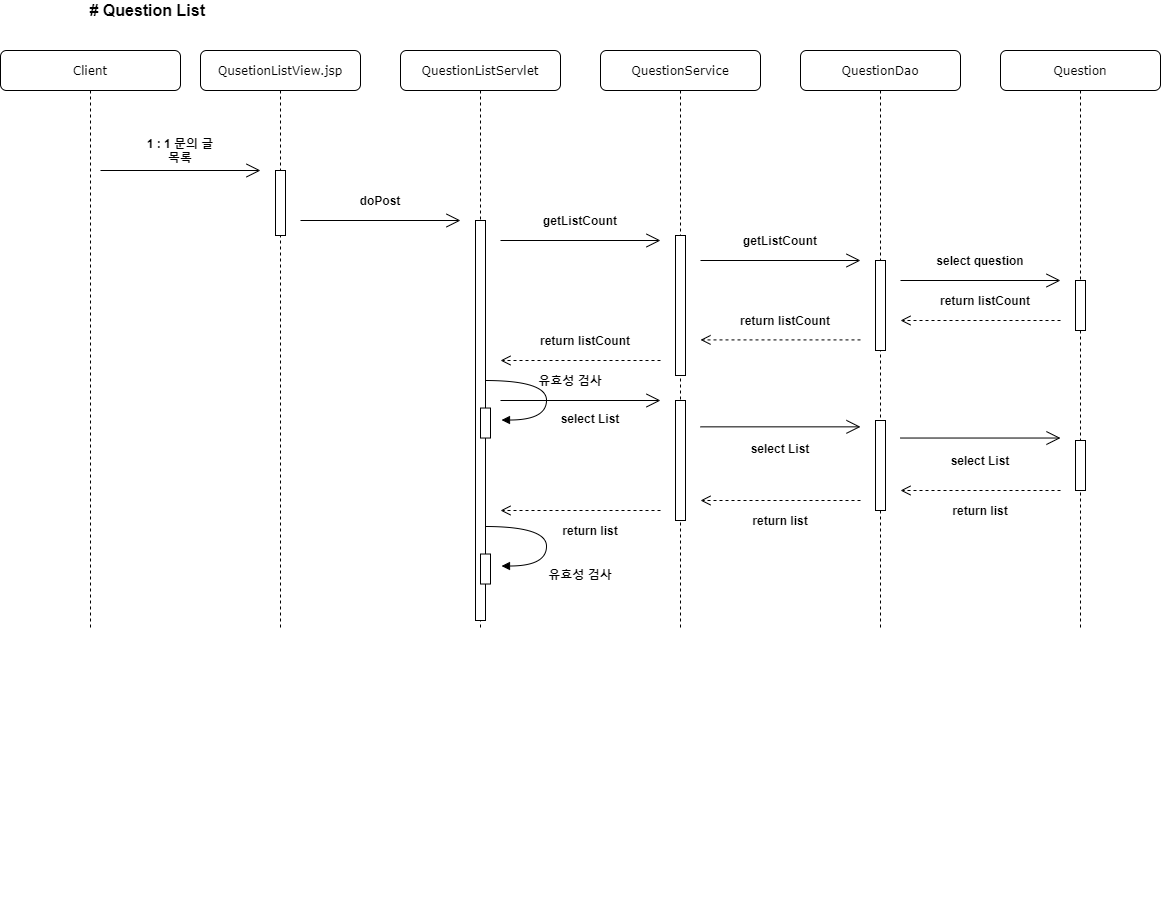 # Question List
Client
QusetionListView.jsp
QuestionListServlet
QuestionService
QuestionDao
Question
1 : 1 문의 글
목록
doPost
getListCount
getListCount
select question
return listCount
return listCount
return listCount
유효성 검사
select List
select List
select List
return list
return list
return list
유효성 검사